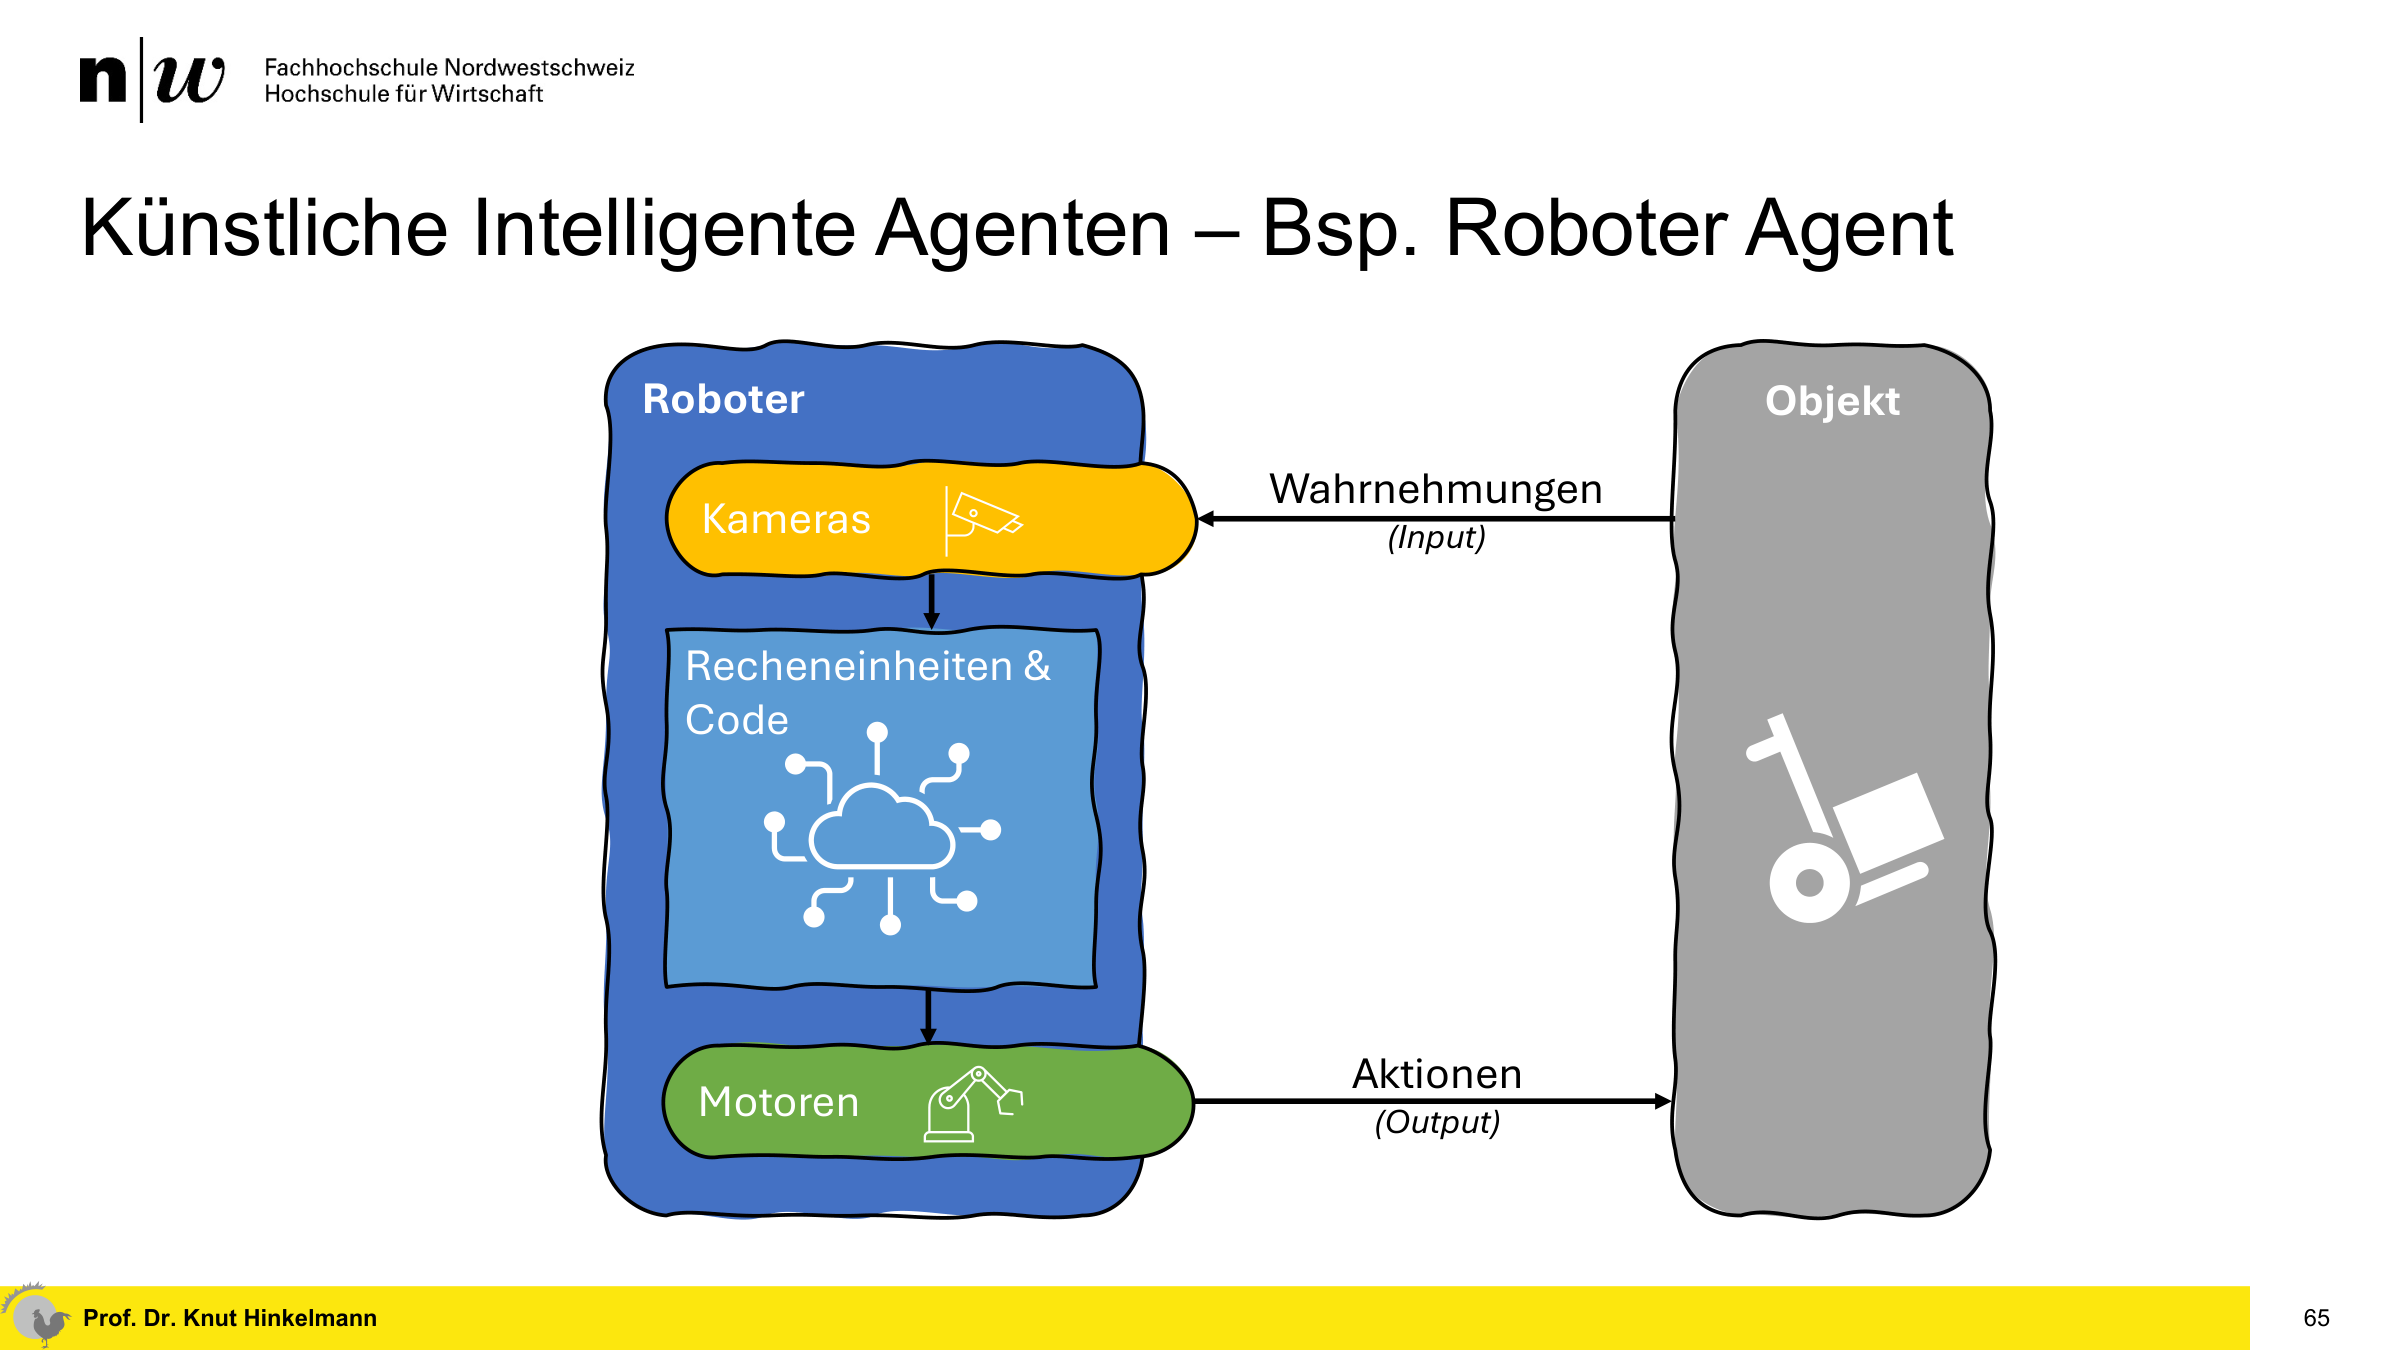 n|w
Fachhochschule Nordwestschweiz
Hochschule für Wirtschaft
Künstliche Intelligente Agenten – Bsp. Roboter Agent
Roboter
Kameras
Recheneinheiten &
Code
Motoren
Wahrnehmungen
(Input)
Aktionen
(Output)
Objekt
Prof. Dr. Knut Hinkelmann
65